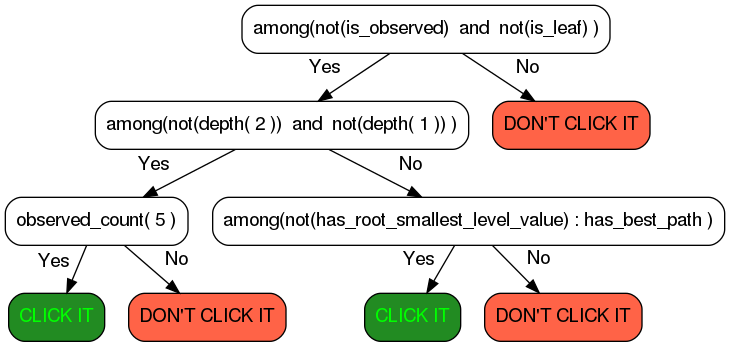 among(not(is_observed)  and  not(is_leaf) )
Yes
No
among(not(depth( 2 ))  and  not(depth( 1 )) )
DON'T CLICK IT
Yes
No
observed_count( 5 )
among(not(has_root_smallest_level_value) : has_best_path )
Yes
No
Yes
No
CLICK IT
DON'T CLICK IT
CLICK IT
DON'T CLICK IT